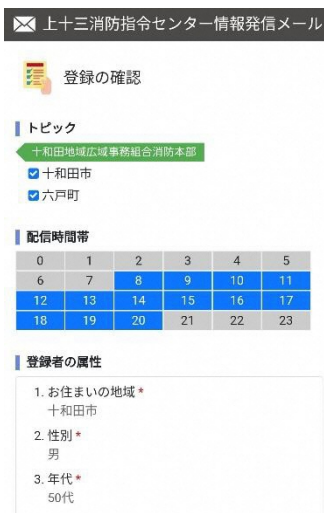 上十三消防指令センター情報発信メール
登録の確認
トピック
十和田地域広域事務組合消防本部
十和田市
六戸町
配信時間帯
0 1 2 3 4 5
6 7 8 9 10 11
12 13 14 15 16 17
18 19 20 21 22 23
登録者の属性
1. お住まいの地域 *
十和田市
2. 性別 *
男
3. 年代 *
50代